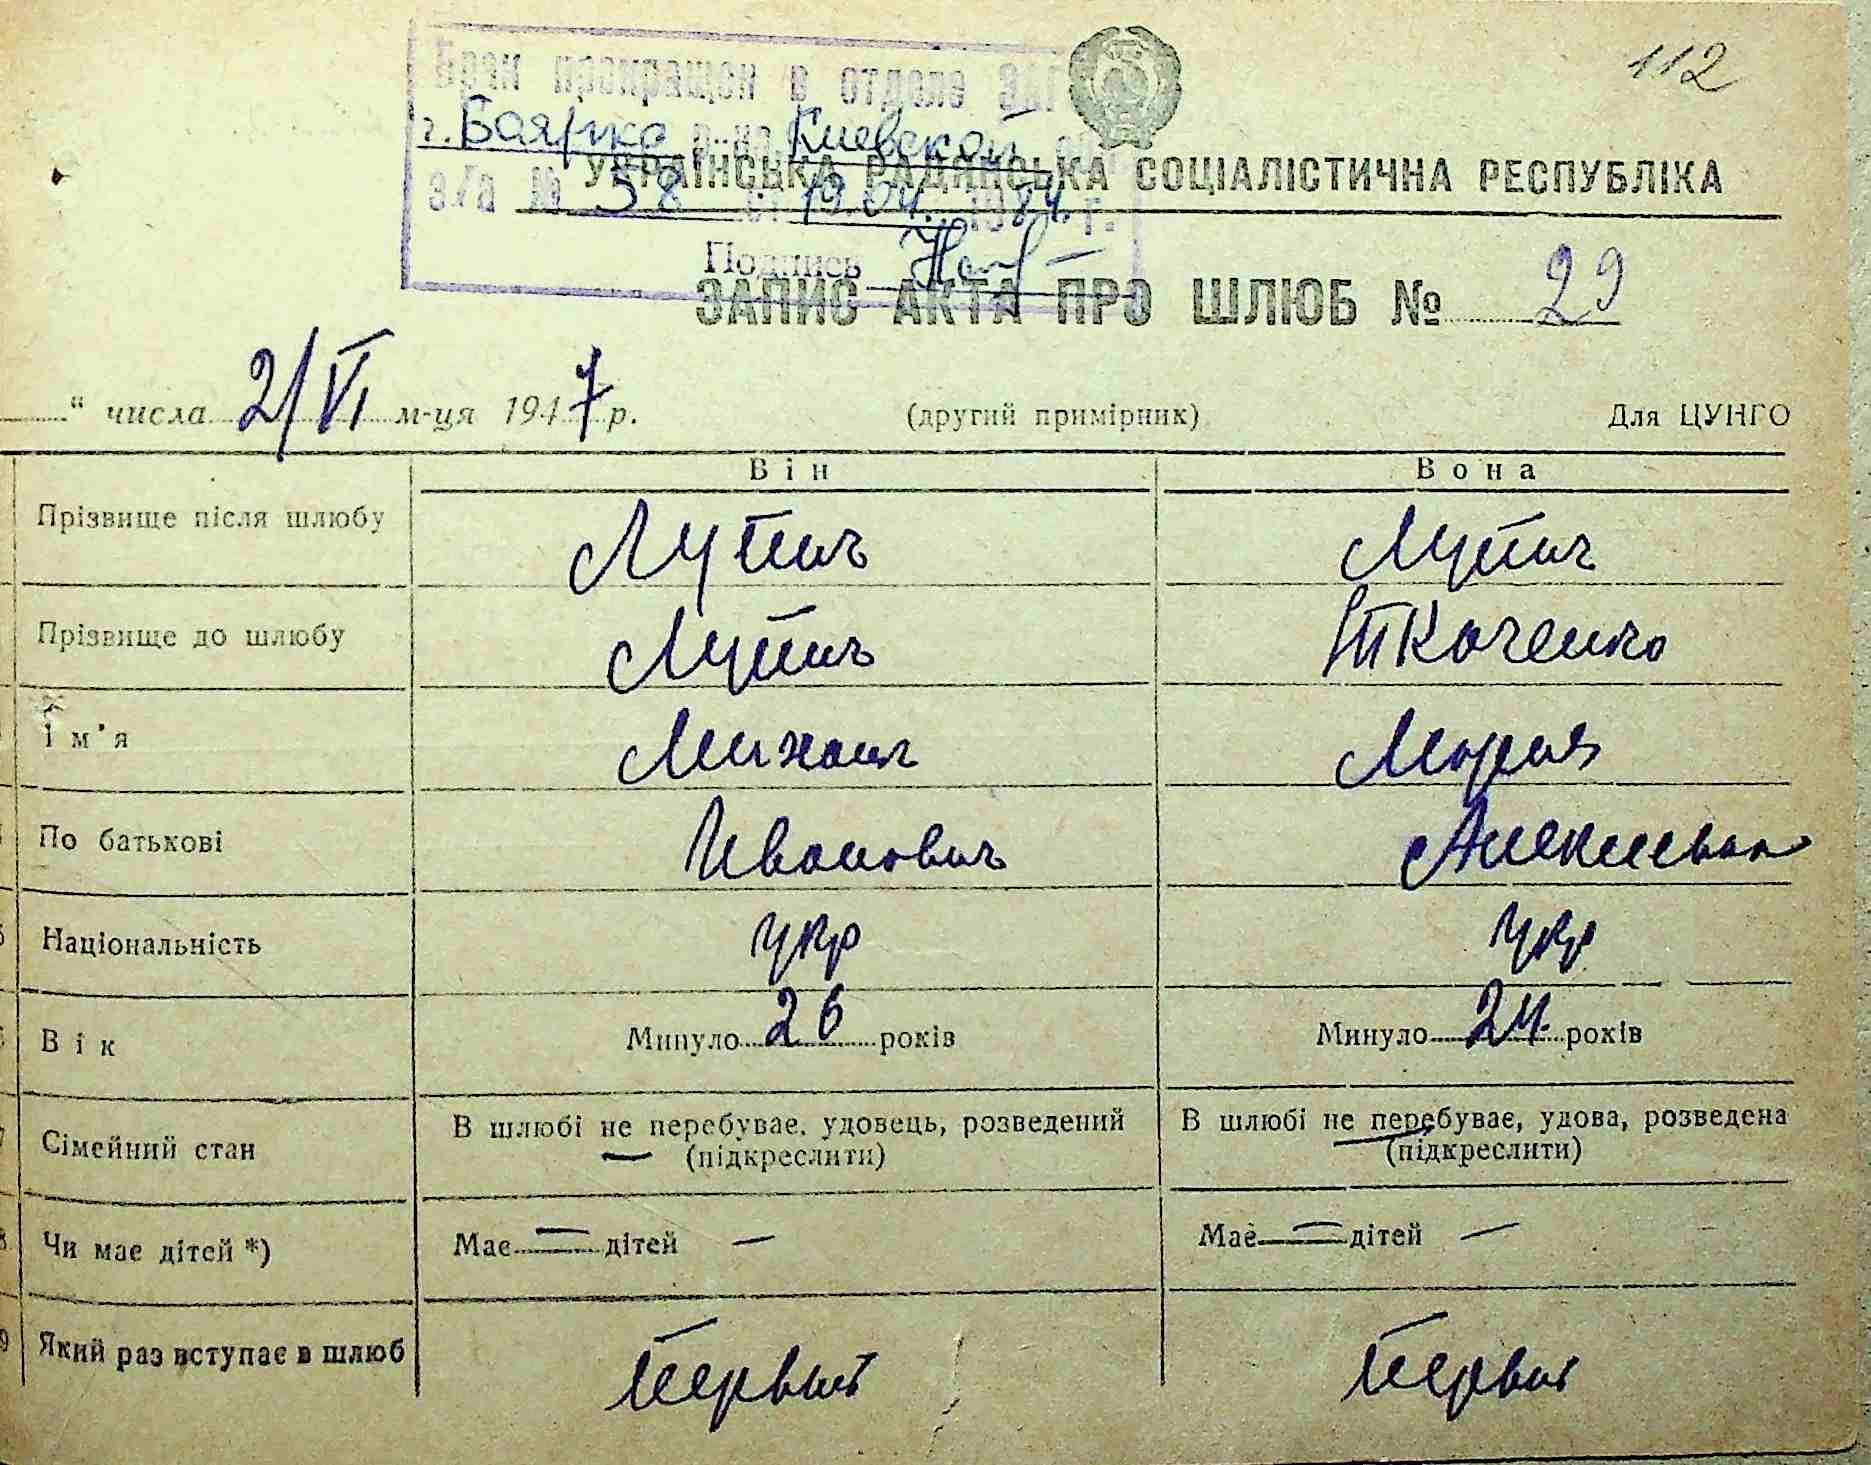 112
Брак прекращен в отделе ЗАГ
г. Боярка р-на Киевской обл
з/а № 58 от 19.04. 1984 г.
Подпись
УКРАЇНСЬКА РАДЯНСЬКА СОЦІАЛІСТИЧНА РЕСПУБЛІКА
ЗАПИС АКТА ПРО ШЛЮБ № 29
“ числа 2/VI м-ця 1947 р. (другий примірник) Для ЦУНГО
Він Вона
Прізвище після шлюбу Лупич Лупич
Прізвище до шлюбу Лупич Ткаченко
Ім'я Михаил Мария
По батькові Иванович Алексеевна
Національність укр укр
Вік Минуло 26 років Минуло 24 років
Сімейний стан В шлюбі не перебуває, удовець, розведений (підкреслити) В шлюбі не перебуває, удова, розведена (підкреслити)
Чи має дітей *) Має — дітей — Має — дітей —
9 Який раз вступає в шлюб Первый Первый